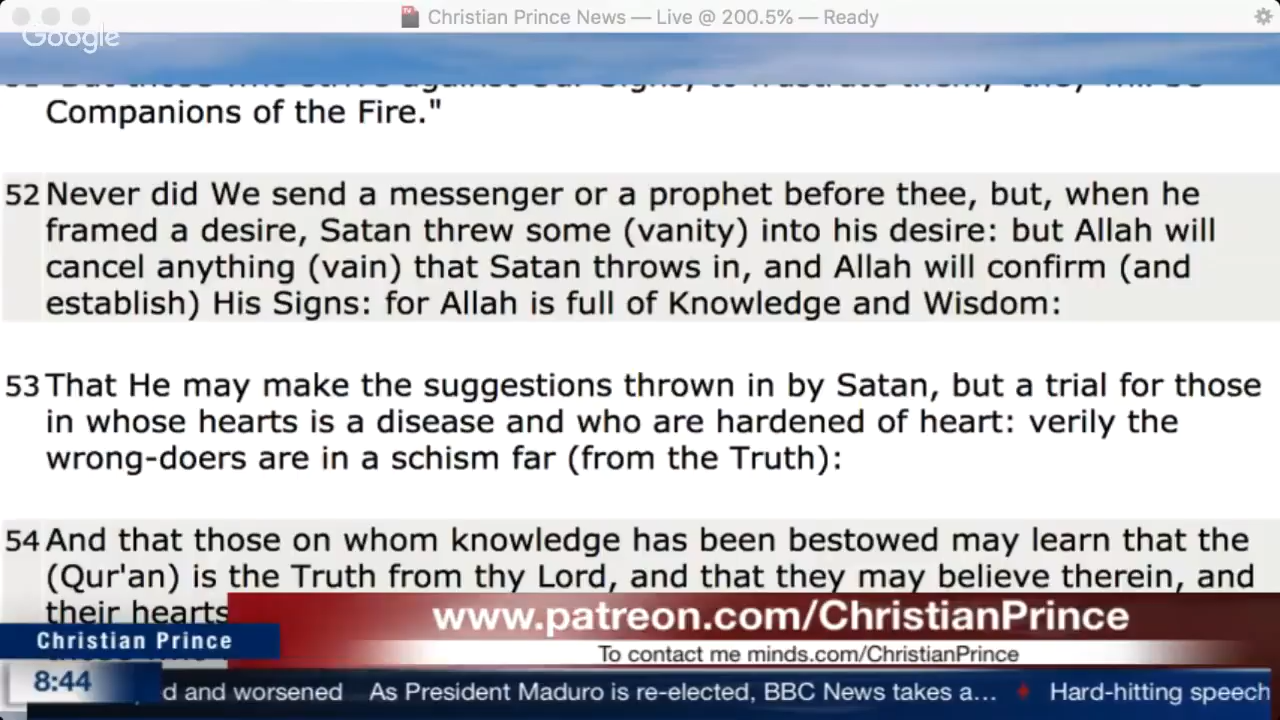 Christian Prince News — Live @ 200.5% — Ready
Google
Companions of the Fire."
52 Never did We send a messenger or a prophet before thee, but, when he
framed a desire, Satan threw some (vanity) into his desire: but Allah will
cancel anything (vain) that Satan throws in, and Allah will confirm (and
establish) His Signs: for Allah is full of Knowledge and Wisdom:
53 That He may make the suggestions thrown in by Satan, but a trial for those
in whose hearts is a disease and who are hardened of heart: verily the
wrong-doers are in a schism far (from the Truth):
54 And that those on whom knowledge has been bestowed may learn that the
(Qur'an) is the Truth from thy Lord, and that they may believe therein, and
their hearts
www.patreon.com/ChristianPrince
Christian Prince
To contact me minds.com/ChristianPrince
8:44
d and worsened As President Maduro is re-elected, BBC News takes a... Hard-hitting speech